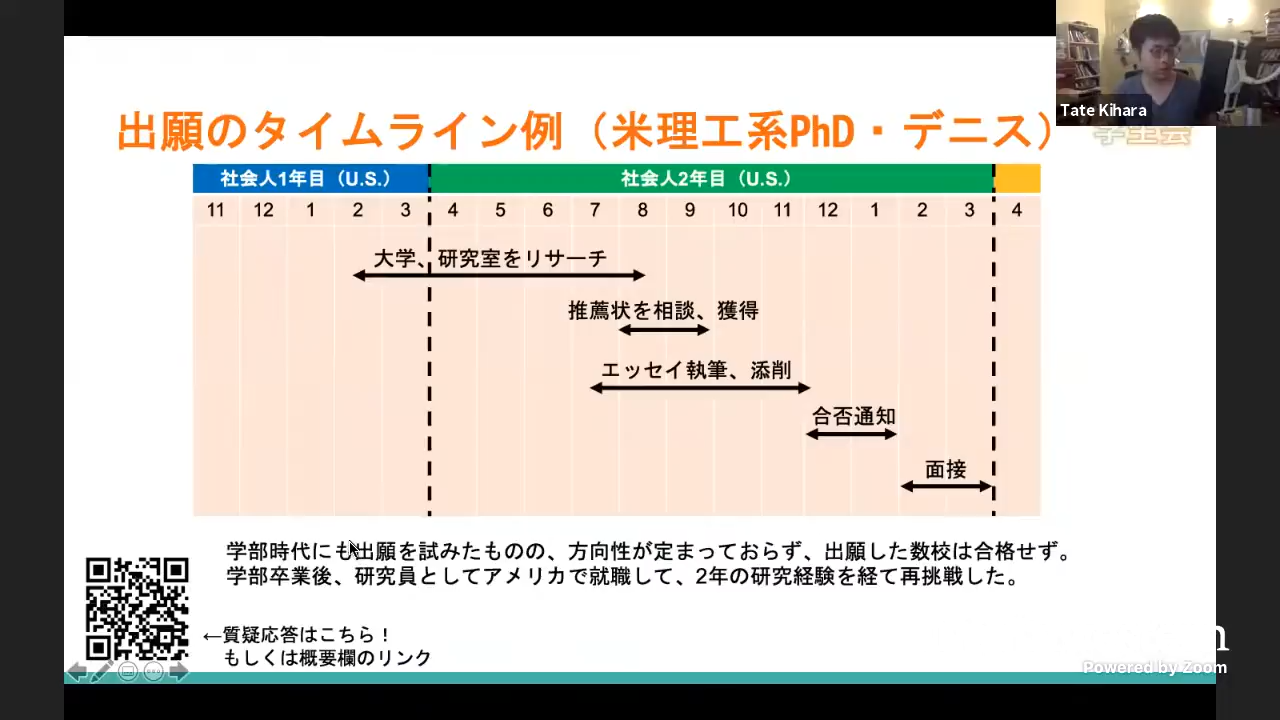 Tate Kihara
出願のタイムライン例（米理工系PhD・デニス）
学生会
社会人1年目（U.S.） 社会人2年目（U.S.）
11 12 1 2 3 4 5 6 7 8 9 10 11 12 1 2 3 4
大学、研究室をリサーチ
推薦状を相談、獲得
エッセイ執筆、添削
合否通知
面接
学部時代にも出願を試みたものの、方向性が定まっておらず、出願した数校は合格せず。
学部卒業後、研究員としてアメリカで就職して、2年の研究経験を経て再挑戦した。
←質疑応答はこちら！
もしくは概要欄のリンク
Powered by Zoom